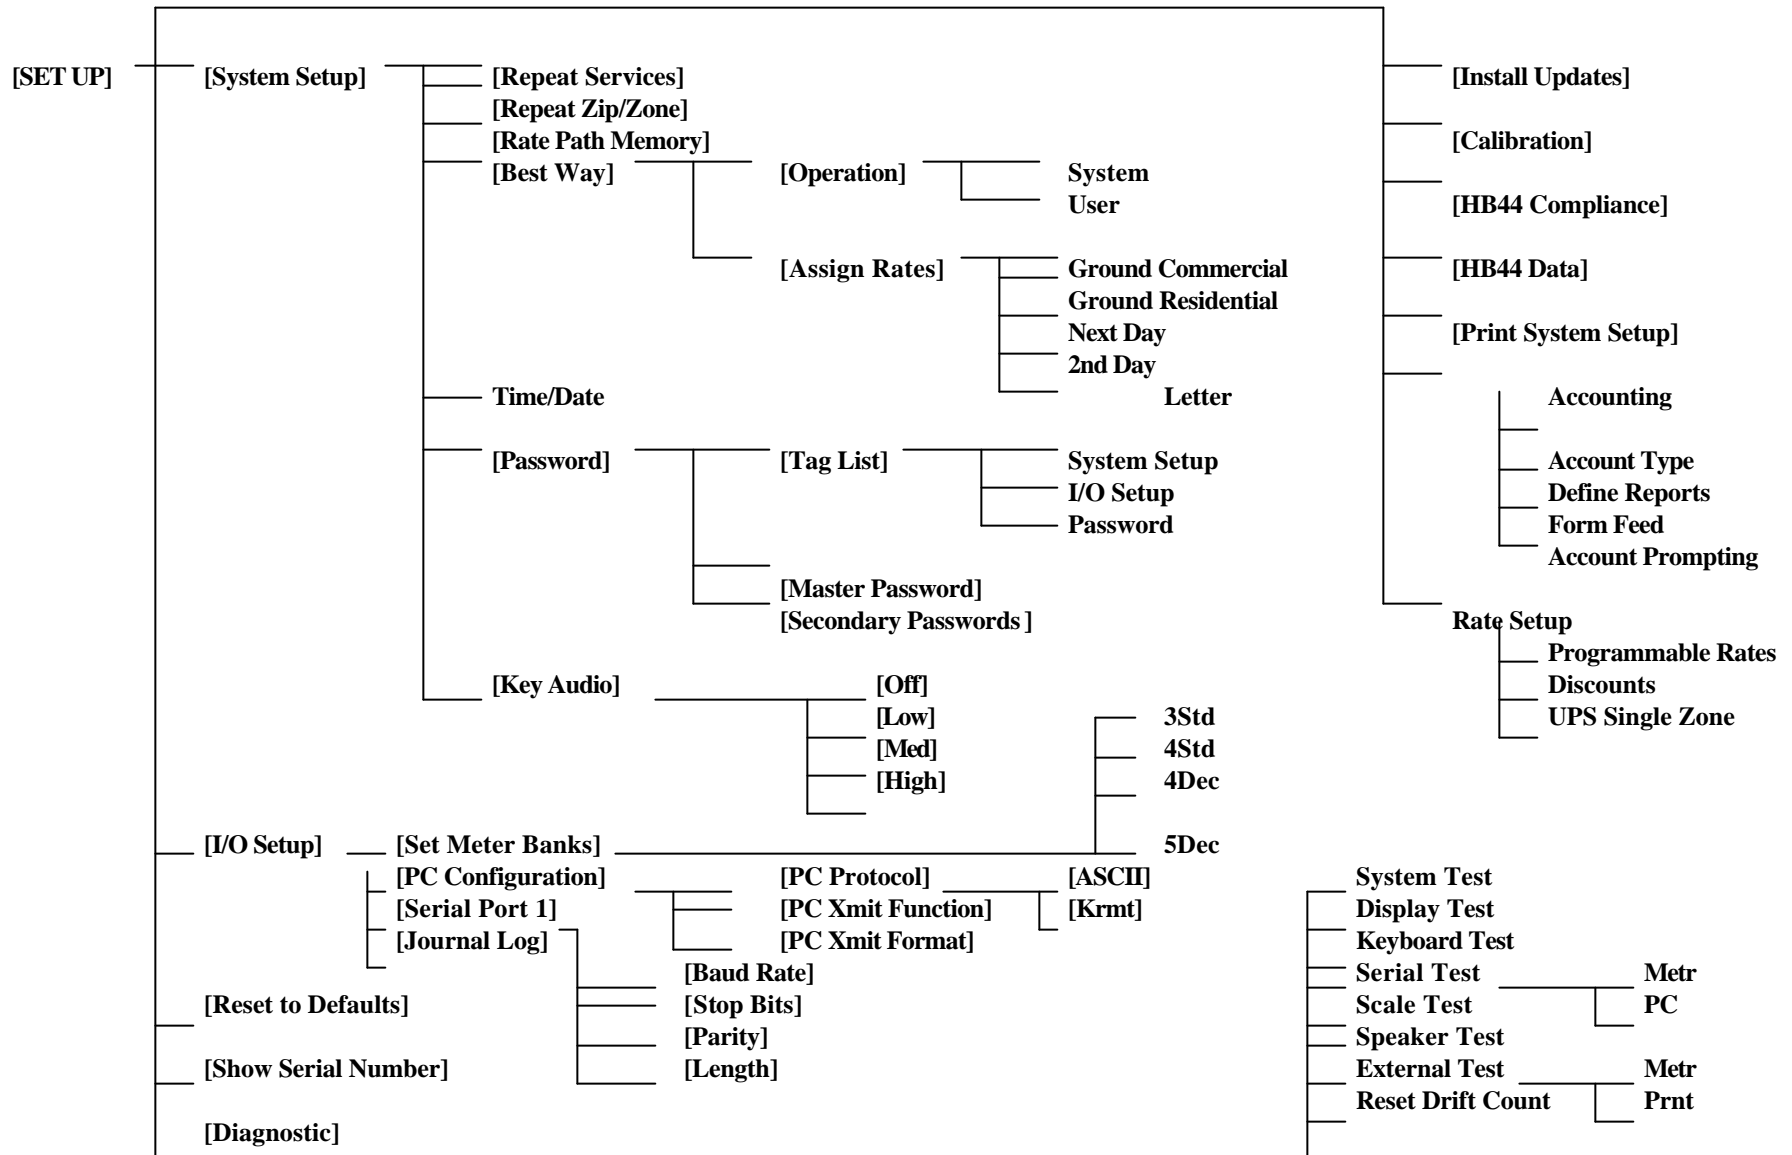 [SET UP]
[System Setup]
[Repeat Services]
[Repeat Zip/Zone]
[Rate Path Memory]
[Best Way]
[Operation]
System
User
[Assign Rates]
Ground Commercial
Ground Residential
Next Day
2nd Day
Letter
Time/Date
[Password]
[Tag List]
System Setup
I/O Setup
Password
[Master Password]
[Secondary Passwords]
[Key Audio]
[Off]
[Low]
[Med]
[High]
[I/O Setup]
[Set Meter Banks]
3Std
4Std
4Dec
5Dec
[PC Configuration]
[PC Protocol]
[ASCII]
[Krmt]
[PC Xmit Function]
[PC Xmit Format]
[Serial Port 1]
[Journal Log]
[Baud Rate]
[Stop Bits]
[Parity]
[Length]
[Reset to Defaults]
[Show Serial Number]
[Diagnostic]
System Test
Display Test
Keyboard Test
Serial Test
Metr
PC
Scale Test
Speaker Test
External Test
Metr
Prnt
Reset Drift Count
[Install Updates]
[Calibration]
[HB44 Compliance]
[HB44 Data]
[Print System Setup]
Accounting
Account Type
Define Reports
Form Feed
Account Prompting
Rate Setup
Programmable Rates
Discounts
UPS Single Zone